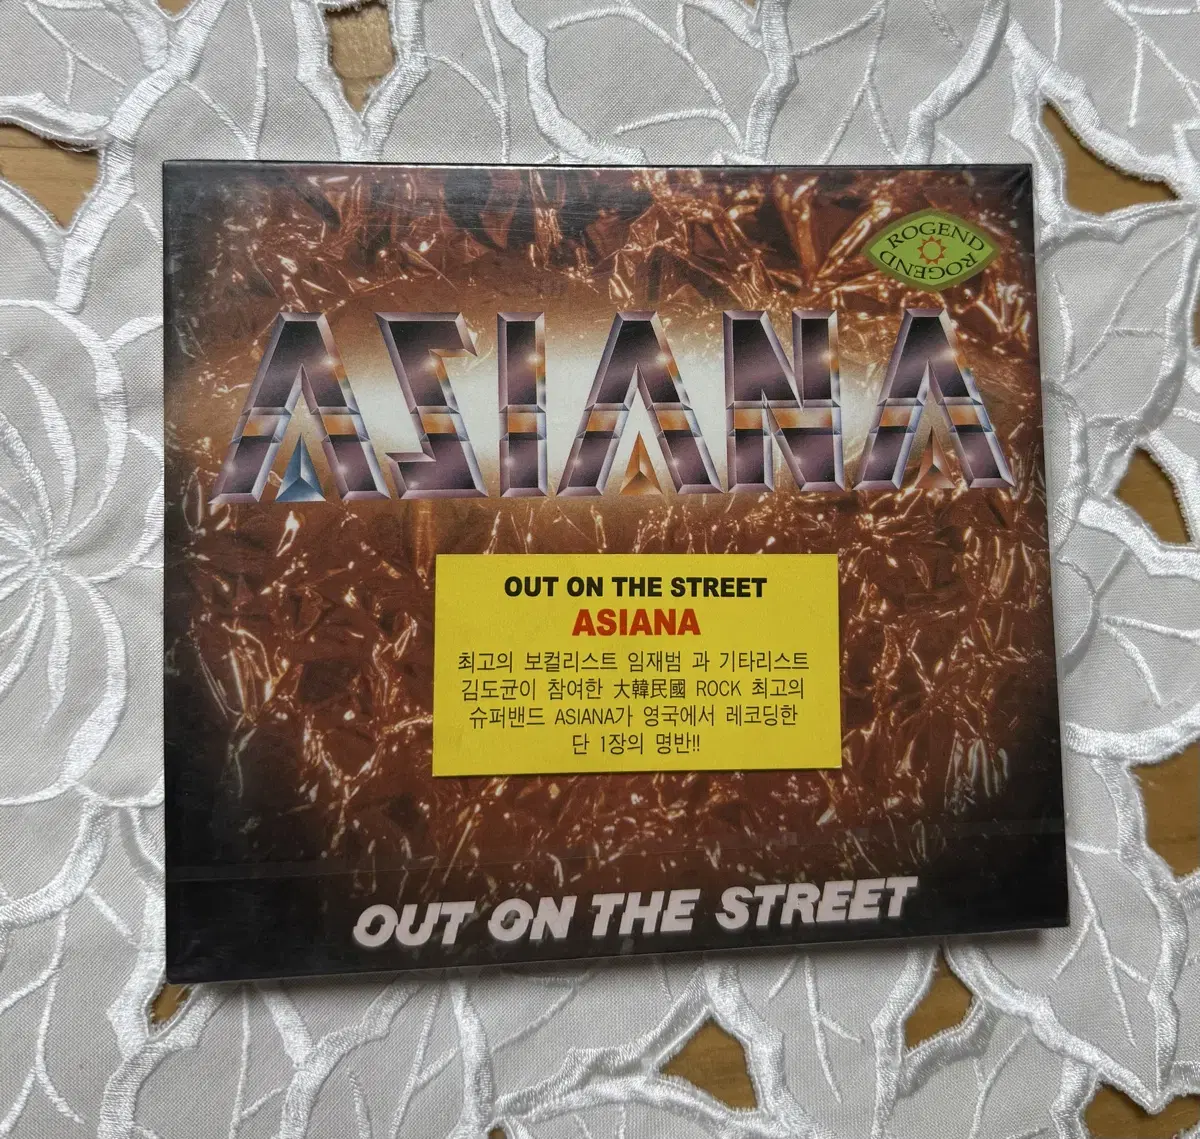 ROGEND
ROGEND
ASIANA
OUT ON THE STREET
ASIANA
최고의 보컬리스트 임재범 과 기타리스트
김도균이 참여한 大韓民國 ROCK 최고의
슈퍼밴드 ASIANA가 영국에서 레코딩한
단 1장의 명반!!
OUT ON THE STREET